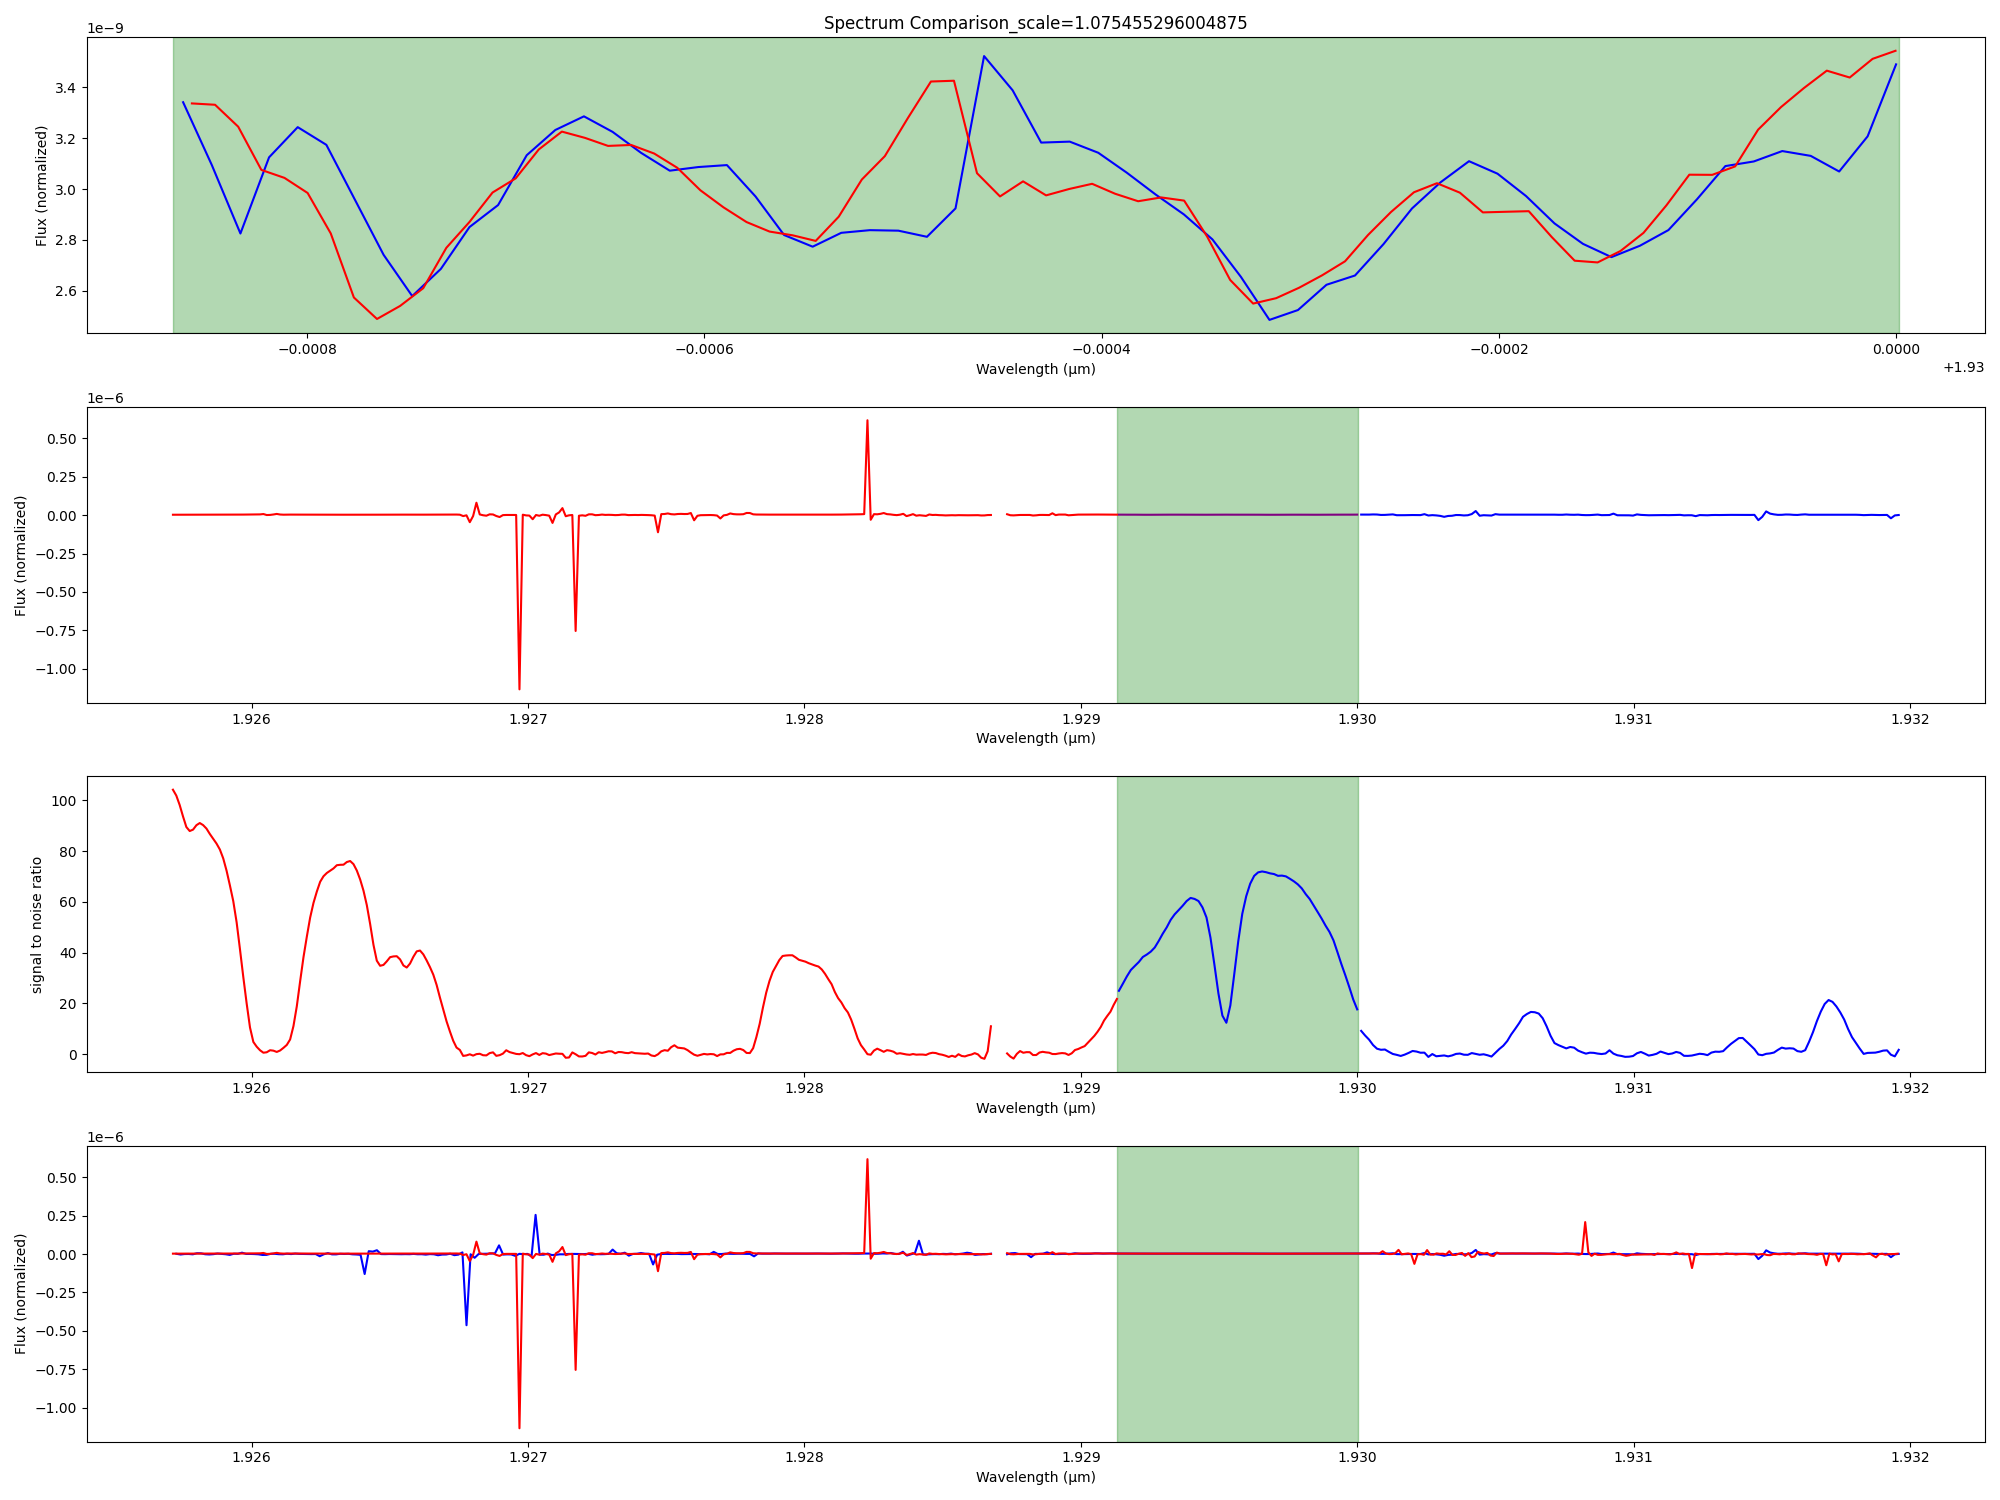 Spectrum Comparison_scale=1.075455296004875
1e−9
3.4
3.2
3.0
2.8
2.6
Flux (normalized)
−0.0008 −0.0006 −0.0004 −0.0002 0.0000
Wavelength (μm)
+1.93
1e−6
0.50
0.25
0.00
−0.25
−0.50
−0.75
−1.00
Flux (normalized)
1.926 1.927 1.928 1.929 1.930 1.931 1.932
Wavelength (μm)
100
80
60
40
20
0
signal to noise ratio
1.926 1.927 1.928 1.929 1.930 1.931 1.932
Wavelength (μm)
1e−6
0.50
0.25
0.00
−0.25
−0.50
−0.75
−1.00
Flux (normalized)
1.926 1.927 1.928 1.929 1.930 1.931 1.932
Wavelength (μm)